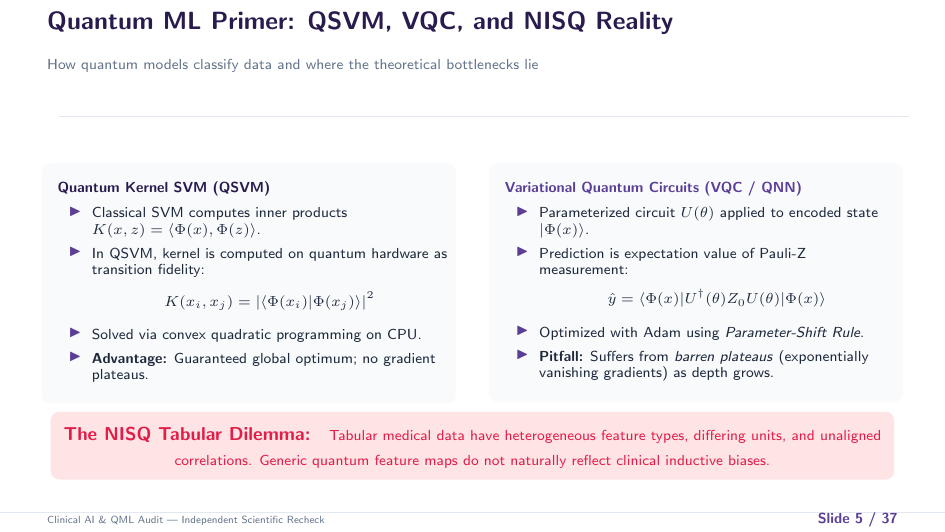 Quantum ML Primer: QSVM, VQC, and NISQ Reality
How quantum models classify data and where the theoretical bottlenecks lie
Quantum Kernel SVM (QSVM)
▶ Classical SVM computes inner products
K(x, z) = ⟨Φ(x), Φ(z)⟩.
▶ In QSVM, kernel is computed on quantum hardware as
transition fidelity:
K(xᵢ, xⱼ) = |⟨Φ(xᵢ)|Φ(xⱼ)⟩|²
▶ Solved via convex quadratic programming on CPU.
▶ Advantage: Guaranteed global optimum; no gradient
plateaus.
Variational Quantum Circuits (VQC / QNN)
▶ Parameterized circuit U(θ) applied to encoded state
|Φ(x)⟩.
▶ Prediction is expectation value of Pauli-Z
measurement:
ŷ = ⟨Φ(x)|U†(θ)Z₀U(θ)|Φ(x)⟩
▶ Optimized with Adam using Parameter-Shift Rule.
▶ Pitfall: Suffers from barren plateaus (exponentially
vanishing gradients) as depth grows.
The NISQ Tabular Dilemma: Tabular medical data have heterogeneous feature types, differing units, and unaligned
correlations. Generic quantum feature maps do not naturally reflect clinical inductive biases.
Clinical AI & QML Audit — Independent Scientific Recheck
Slide 5 / 37